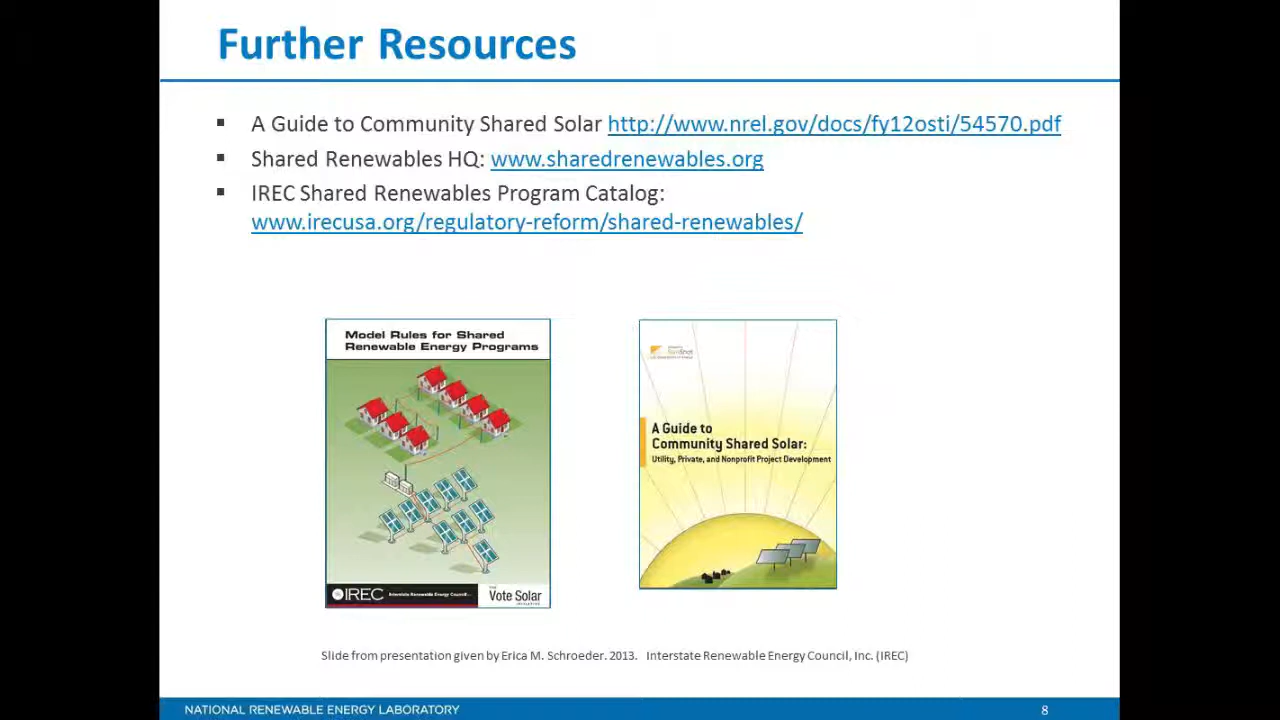 Further Resources
▪ A Guide to Community Shared Solar http://www.nrel.gov/docs/fy12osti/54570.pdf
▪ Shared Renewables HQ: www.sharedrenewables.org
▪ IREC Shared Renewables Program Catalog:
www.irecusa.org/regulatory-reform/shared-renewables/
Model Rules for Shared
Renewable Energy Programs
IREC Interstate Renewable Energy Council
THE
Vote Solar
INITIATIVE
A Guide to
Community Shared Solar:
Utility, Private, and Nonprofit Project Development
Slide from presentation given by Erica M. Schroeder. 2013. Interstate Renewable Energy Council, Inc. (IREC)
NATIONAL RENEWABLE ENERGY LABORATORY 8